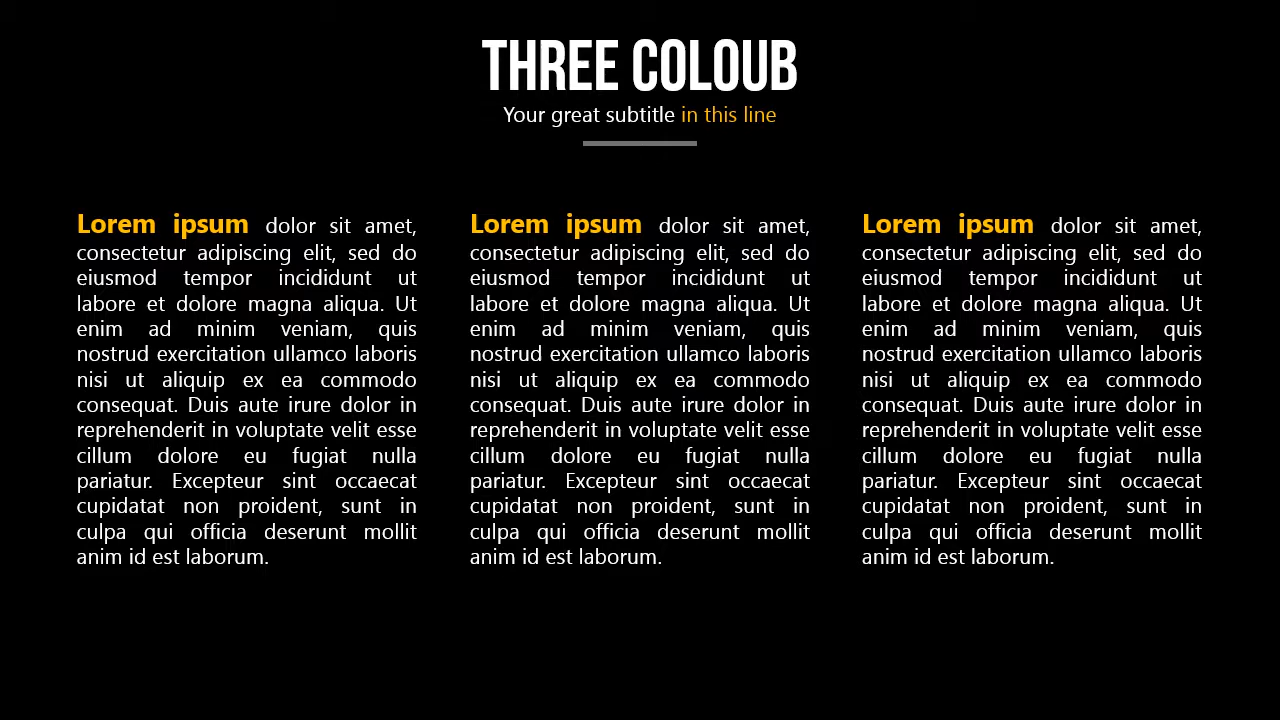 THREE COLOUB
Your great subtitle in this line
Lorem ipsum dolor sit amet,
consectetur adipiscing elit, sed do
eiusmod tempor incididunt ut
labore et dolore magna aliqua. Ut
enim ad minim veniam, quis
nostrud exercitation ullamco laboris
nisi ut aliquip ex ea commodo
consequat. Duis aute irure dolor in
reprehenderit in voluptate velit esse
cillum dolore eu fugiat nulla
pariatur. Excepteur sint occaecat
cupidatat non proident, sunt in
culpa qui officia deserunt mollit
anim id est laborum.
Lorem ipsum dolor sit amet,
consectetur adipiscing elit, sed do
eiusmod tempor incididunt ut
labore et dolore magna aliqua. Ut
enim ad minim veniam, quis
nostrud exercitation ullamco laboris
nisi ut aliquip ex ea commodo
consequat. Duis aute irure dolor in
reprehenderit in voluptate velit esse
cillum dolore eu fugiat nulla
pariatur. Excepteur sint occaecat
cupidatat non proident, sunt in
culpa qui officia deserunt mollit
anim id est laborum.
Lorem ipsum dolor sit amet,
consectetur adipiscing elit, sed do
eiusmod tempor incididunt ut
labore et dolore magna aliqua. Ut
enim ad minim veniam, quis
nostrud exercitation ullamco laboris
nisi ut aliquip ex ea commodo
consequat. Duis aute irure dolor in
reprehenderit in voluptate velit esse
cillum dolore eu fugiat nulla
pariatur. Excepteur sint occaecat
cupidatat non proident, sunt in
culpa qui officia deserunt mollit
anim id est laborum.